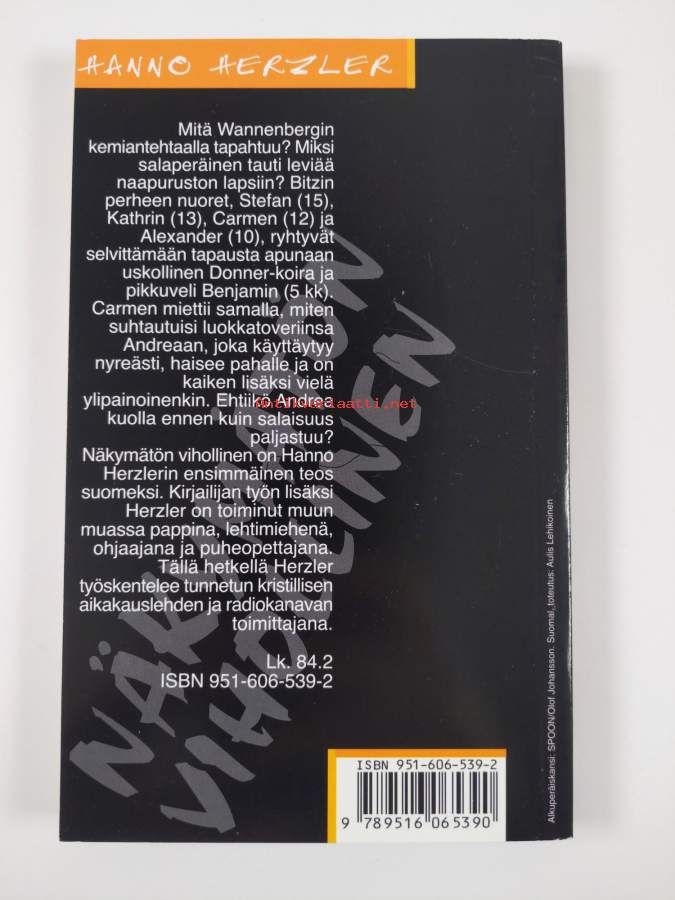 HANNO HERZLER
Mitä Wannenbergin
kemiantehtaalla tapahtuu? Miksi
salaperäinen tauti leviää
naapuruston lapsiin? Bitzin
perheen nuoret, Stefan (15),
Kathrin (13), Carmen (12) ja
Alexander (10), ryhtyvät
selvittämään tapausta apunaan
uskollinen Donner-koira ja
pikkuveli Benjamin (5 kk).
Carmen miettii samalla, miten
suhtautuisi luokkatoveriinsa
Andreaan, joka käyttäytyy
nyreästi, haisee pahalle ja on
kaiken lisäksi vielä
ylipainoinenkin. Ehtiikö Andrea
kuolla ennen kuin salaisuus
paljastuu?
Näkymätön vihollinen on Hanno
Herzlerin ensimmäinen teos
suomeksi. Kirjailijan työn lisäksi
Herzler on toiminut muun
muassa pappina, lehtimiehenä,
ohjaajana ja puheopettajana.
Tällä hetkellä Herzler
työskentelee tunnetun kristillisen
aikakauslehden ja radiokanavan
toimittajana.
Lk. 84.2
ISBN 951-606-539-2
NÄKYMÄTÖN
VIHOLLINEN
antikvariaatti.net
ISBN 951-606-539-2
9 789516 065390
Alkuperäiskansi: SPOON/Olof Johansson. Suomal. toteutus: Aulis Lehikoinen